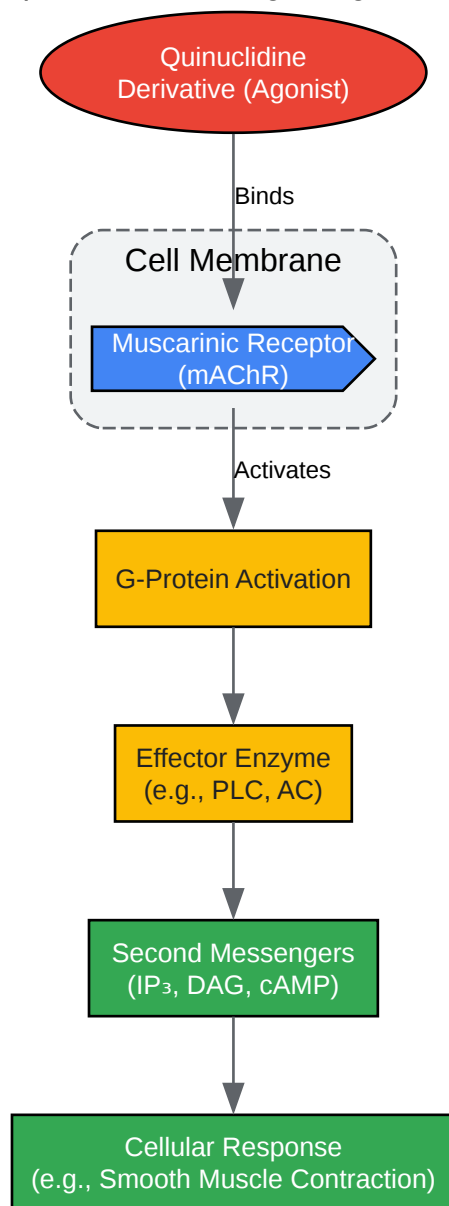 Quinuclidine
Derivative (Agonist)
Binds
Cell Membrane
Muscarinic Receptor
(mAChR)
Activates
G-Protein Activation
Effector Enzyme
(e.g., PLC, AC)
Second Messengers
(IP₃, DAG, cAMP)
Cellular Response
(e.g., Smooth Muscle Contraction)